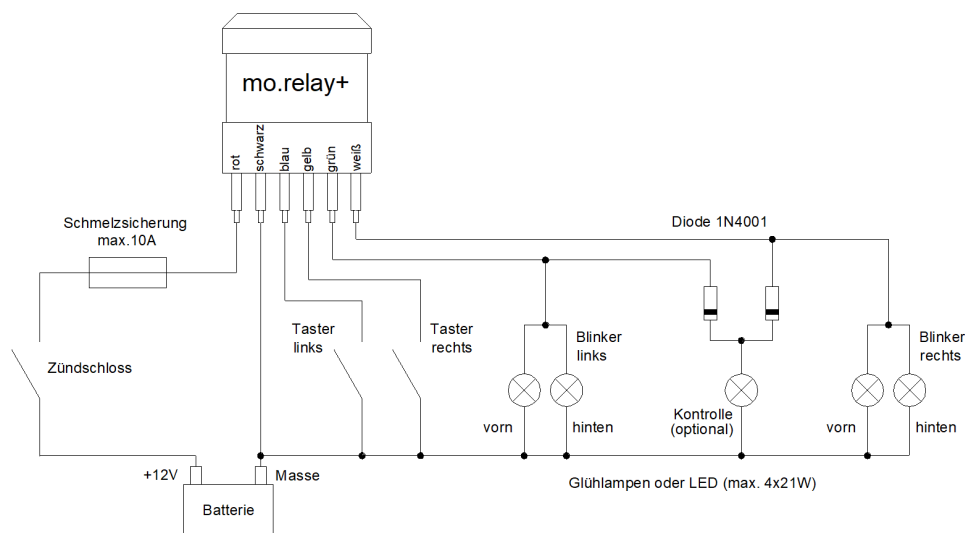 mo.relay+
rot
schwarz
blau
gelb
grün
weiß
Schmelzsicherung
max.10A
Diode 1N4001
Zündschloss
Taster
links
Taster
rechts
Blinker
links
Blinker
rechts
vorn
hinten
Kontrolle
(optional)
vorn
hinten
+12V
Masse
Batterie
Glühlampen oder LED (max. 4x21W)